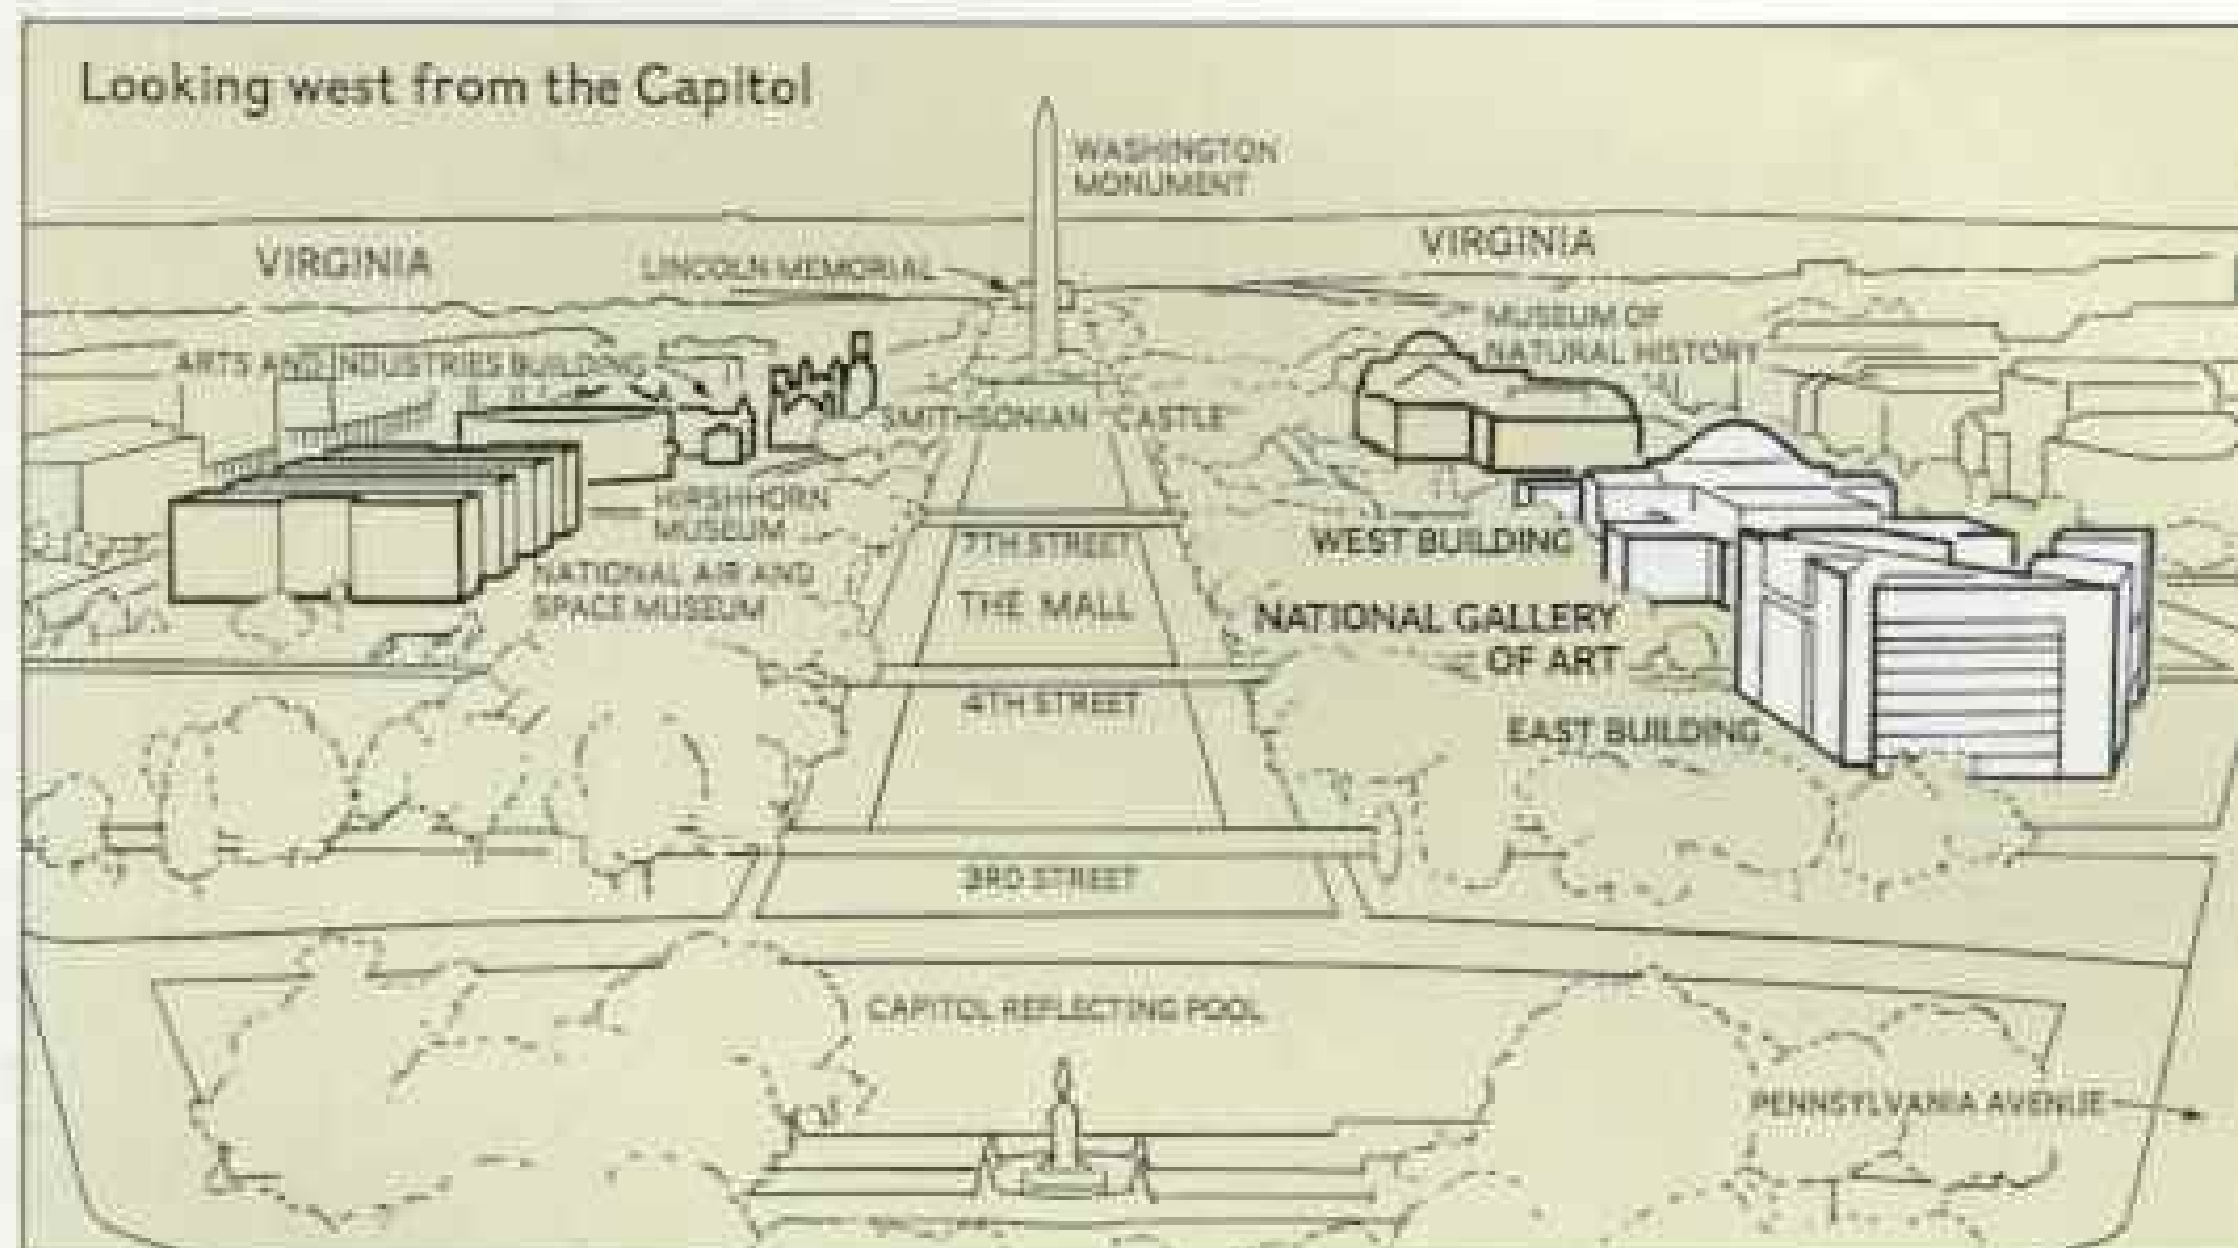 Looking west from the Capitol
WASHINGTON
MONUMENT
VIRGINIA
LINCOLN MEMORIAL
VIRGINIA
MUSEUM OF
NATURAL HISTORY
ARTS AND INDUSTRIES BUILDING
SMITHSONIAN CASTLE
HIRSHHORN
MUSEUM
NATIONAL AIR AND
SPACE MUSEUM
7TH STREET
THE MALL
WEST BUILDING
NATIONAL GALLERY
OF ART
EAST BUILDING
4TH STREET
3RD STREET
CAPITOL REFLECTING POOL
PENNSYLVANIA AVENUE